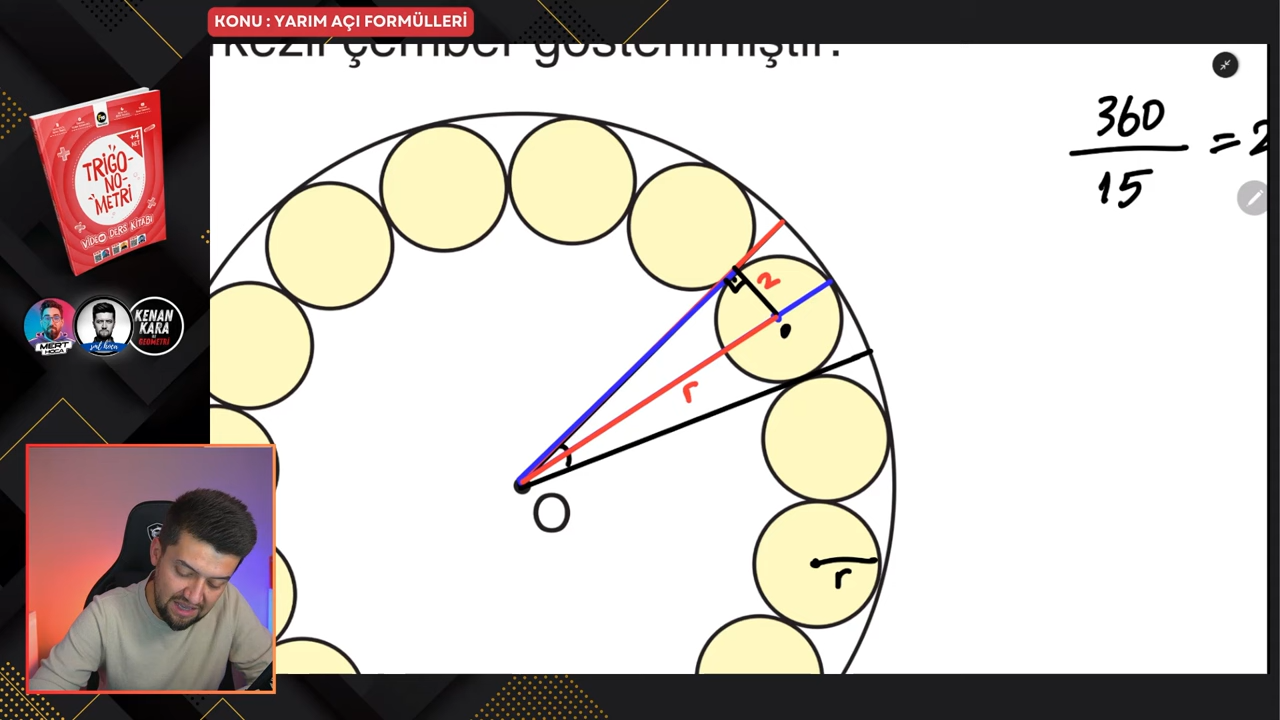 KONU : YARIM AÇI FORMÜLLERİ
çember gösterilmiştir.
360
15
= 2
+4
NET
TRİGO-
NO-
METRİ
VİDEO DERS KİTABI
MERT
HOCA
KENAN
KARA
GEOMETRİ
2
r
O
r